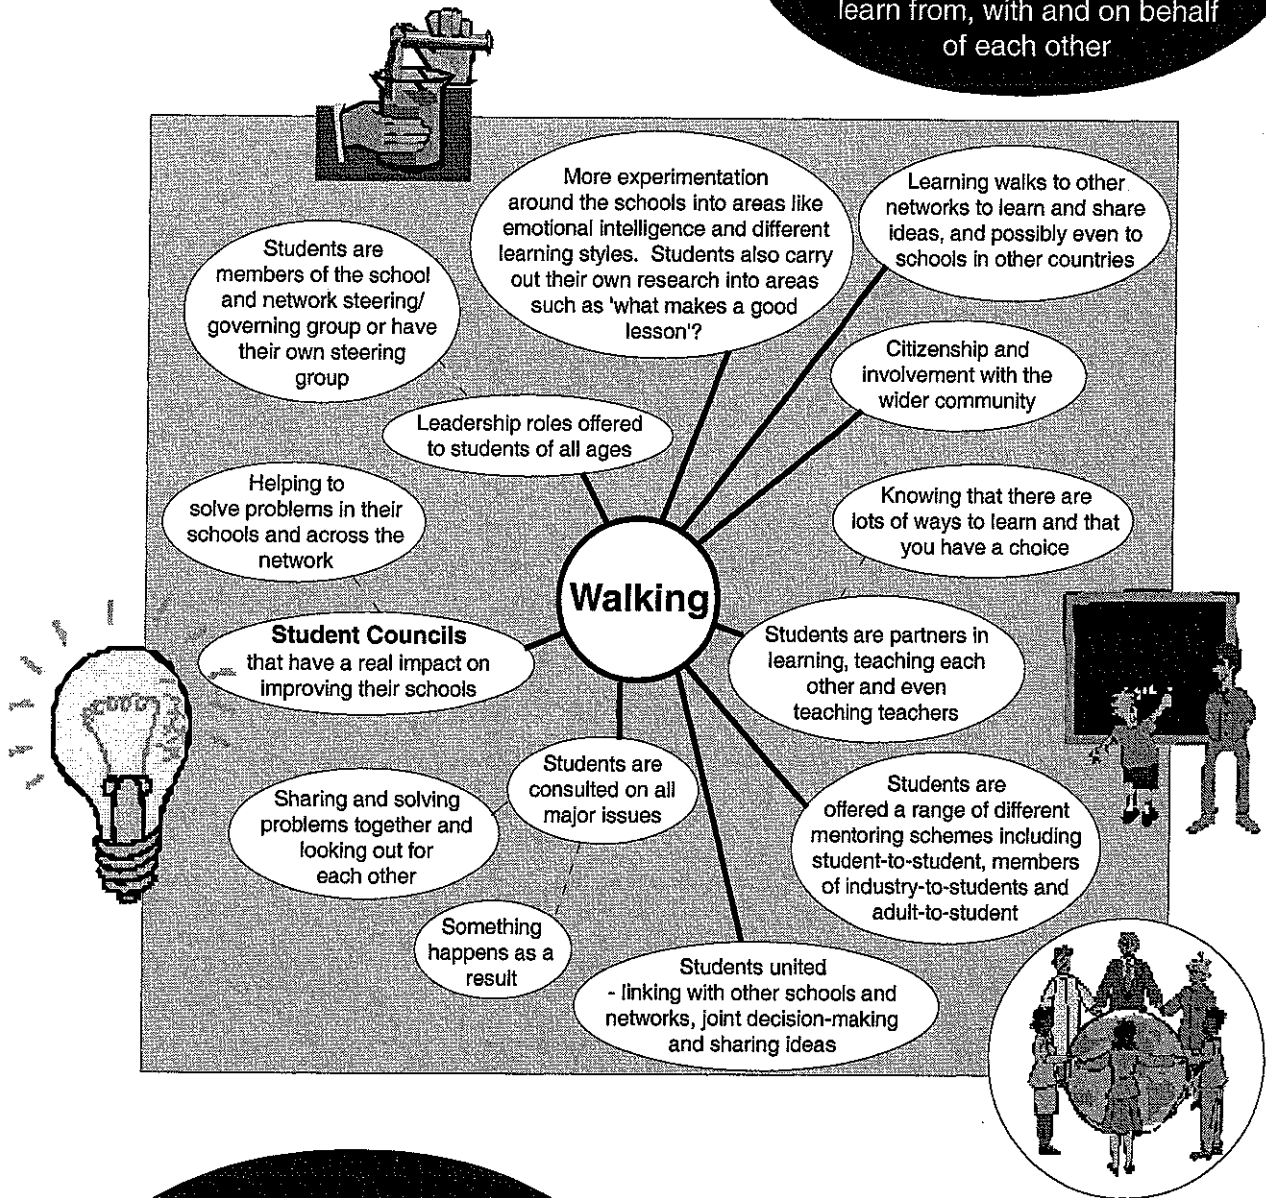 learn from, with and on behalf
of each other
More experimentation
around the schools into areas like
emotional intelligence and different
learning styles.  Students also carry
out their own research into areas
such as 'what makes a good
lesson'?
Learning walks to other
networks to learn and share
ideas, and possibly even to
schools in other countries
Students are
members of the school
and network steering/
governing group or have
their own steering
group
Citizenship and
involvement with the
wider community
Leadership roles offered
to students of all ages
Helping to
solve problems in their
schools and across the
network
Knowing that there are
lots of ways to learn and that
you have a choice
Walking
Student Councils
that have a real impact on
improving their schools
Students are partners in
learning, teaching each
other and even
teaching teachers
Students are
consulted on all
major issues
Sharing and solving
problems together and
looking out for
each other
Students are
offered a range of different
mentoring schemes including
student-to-student, members
of industry-to-students and
adult-to-student
Something
happens as a
result
Students united
- linking with other schools and
networks, joint decision-making
and sharing ideas